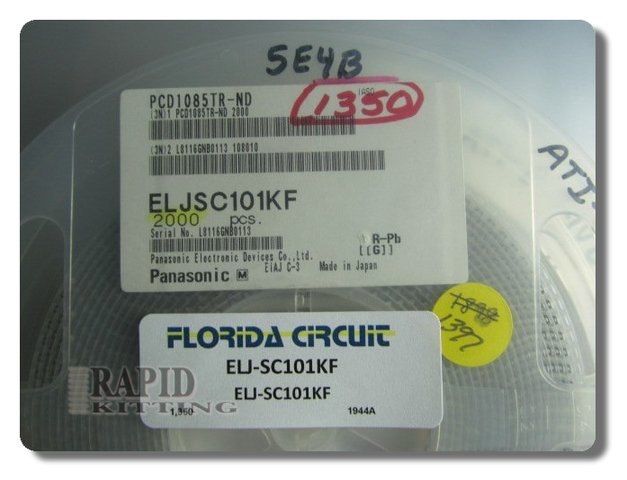 5E4B
PCD1085TR-ND
(3N)1 PCD1085TR-ND 2000
1350
(3N)2 L8116GNB0113 108010
ELJSC101KF
2000 pcs.
Serial No. L8116GNB0113
R-Pb
[[G]]
Panasonic Electronic Devices Co.,Ltd.
EIAJ C-3 Made in Japan
Panasonic M
1397
FLORIDA CIRCUIT
ELJ-SC101KF
ELJ-SC101KF
1,350 1944A
RAPID
KITTING